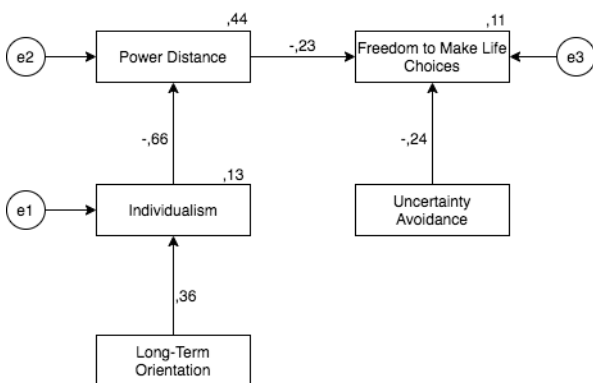 ,44
,11
e2
Power Distance
-,23
Freedom to Make Life
Choices
e3
-,66
-,24
,13
e1
Individualism
Uncertainty
Avoidance
,36
Long-Term
Orientation